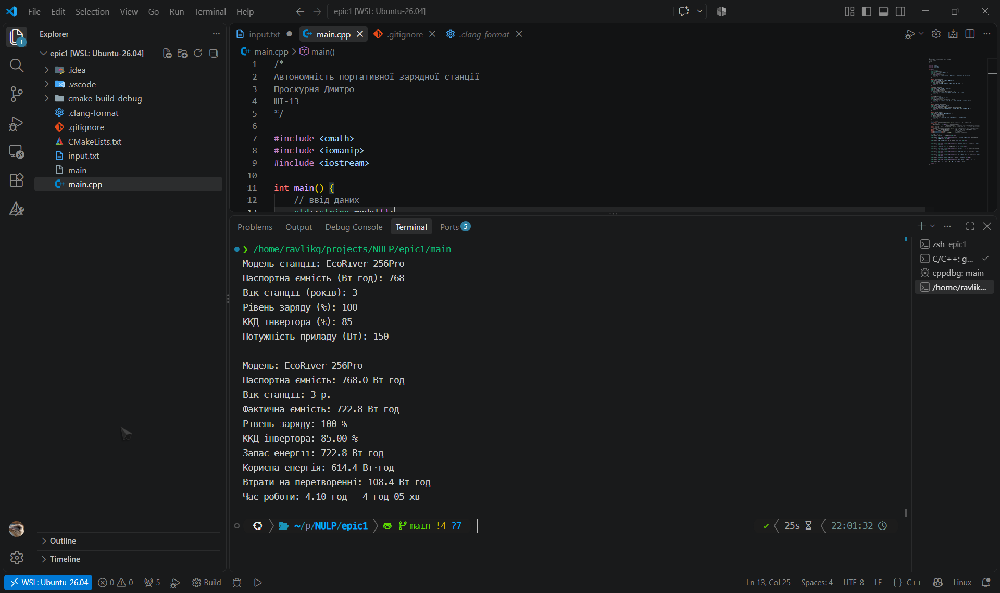 File Edit Selection View Go Run Terminal Help
epic1 [WSL: Ubuntu-26.04]
Explorer
epic1 [WSL: Ubuntu-26.04]
.idea
.vscode
cmake-build-debug
.clang-format
.gitignore
CMakeLists.txt
input.txt
main
main.cpp
Outline
Timeline
1
input.txt main.cpp .gitignore .clang-format
main.cpp > main()
1 /*
2 Автономність портативної зарядної станції
3 Проскурня Дмитро
4 ШІ-13
5 */
6
7 #include <cmath>
8 #include <iomanip>
9 #include <iostream>
10
11 int main() {
12 // ввід даних
13 std::string model{};
Problems Output Debug Console Terminal Ports 5
❯ /home/ravlikg/projects/NULP/epic1/main
Модель станції: EcoRiver—256Pro
Паспортна ємність (Вт·год): 768
Вік станції (років): 3
Рівень заряду (%): 100
ККД інвертора (%): 85
Потужність приладу (Вт): 150
Модель: EcoRiver—256Pro
Паспортна ємність: 768.0 Вт·год
Вік станції: 3 р.
Фактична ємність: 722.8 Вт·год
Рівень заряду: 100 %
ККД інвертора: 85.00 %
Запас енергії: 722.8 Вт·год
Корисна енергія: 614.4 Вт·год
Втрати на перетворенні: 108.4 Вт·год
Час роботи: 4.10 год = 4 год 05 хв
~/p/NULP/epic1 main !4 ?7 ✔ 25s 22:01:32
zsh epic1
C/C++: g...
cppdbg: main
/home/ravlik...
WSL: Ubuntu-26.04 0 0 5 Build Ln 13, Col 25 Spaces: 4 UTF-8 LF { } C++ Linux